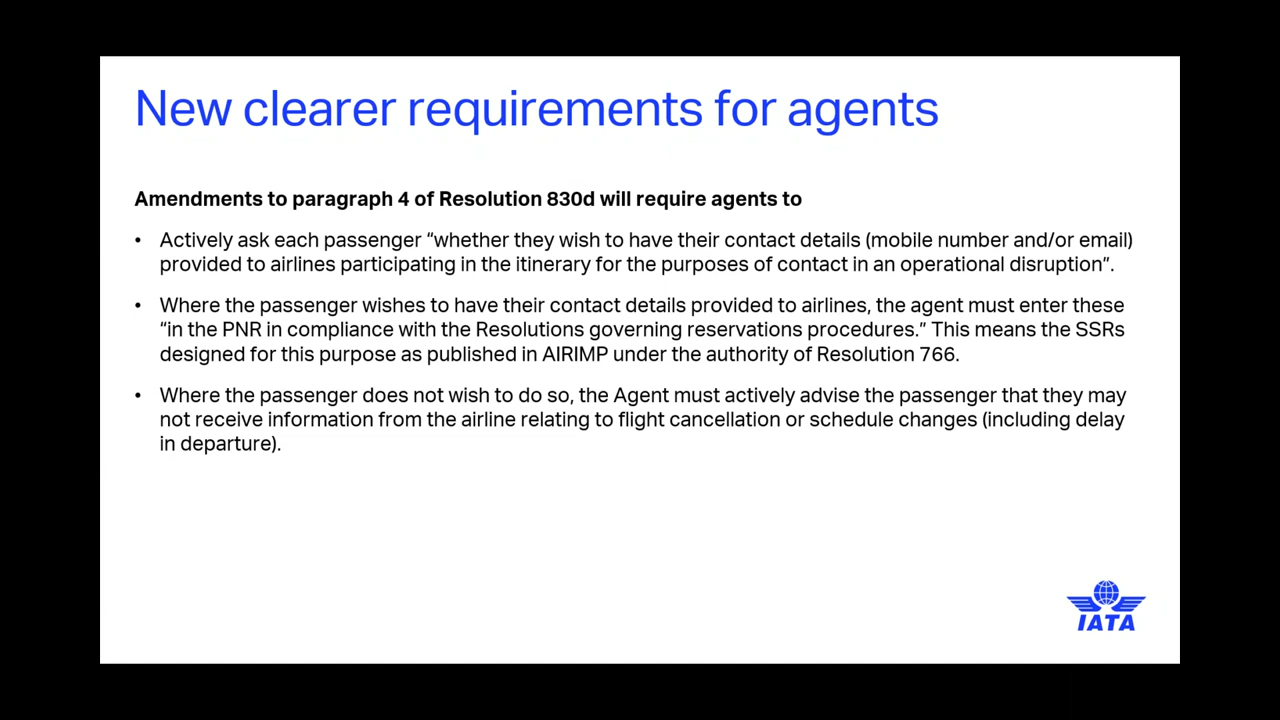 New clearer requirements for agents
Amendments to paragraph 4 of Resolution 830d will require agents to
• Actively ask each passenger “whether they wish to have their contact details (mobile number and/or email)
provided to airlines participating in the itinerary for the purposes of contact in an operational disruption”.
• Where the passenger wishes to have their contact details provided to airlines, the agent must enter these
“in the PNR in compliance with the Resolutions governing reservations procedures.” This means the SSRs
designed for this purpose as published in AIRIMP under the authority of Resolution 766.
• Where the passenger does not wish to do so, the Agent must actively advise the passenger that they may
not receive information from the airline relating to flight cancellation or schedule changes (including delay
in departure).
IATA